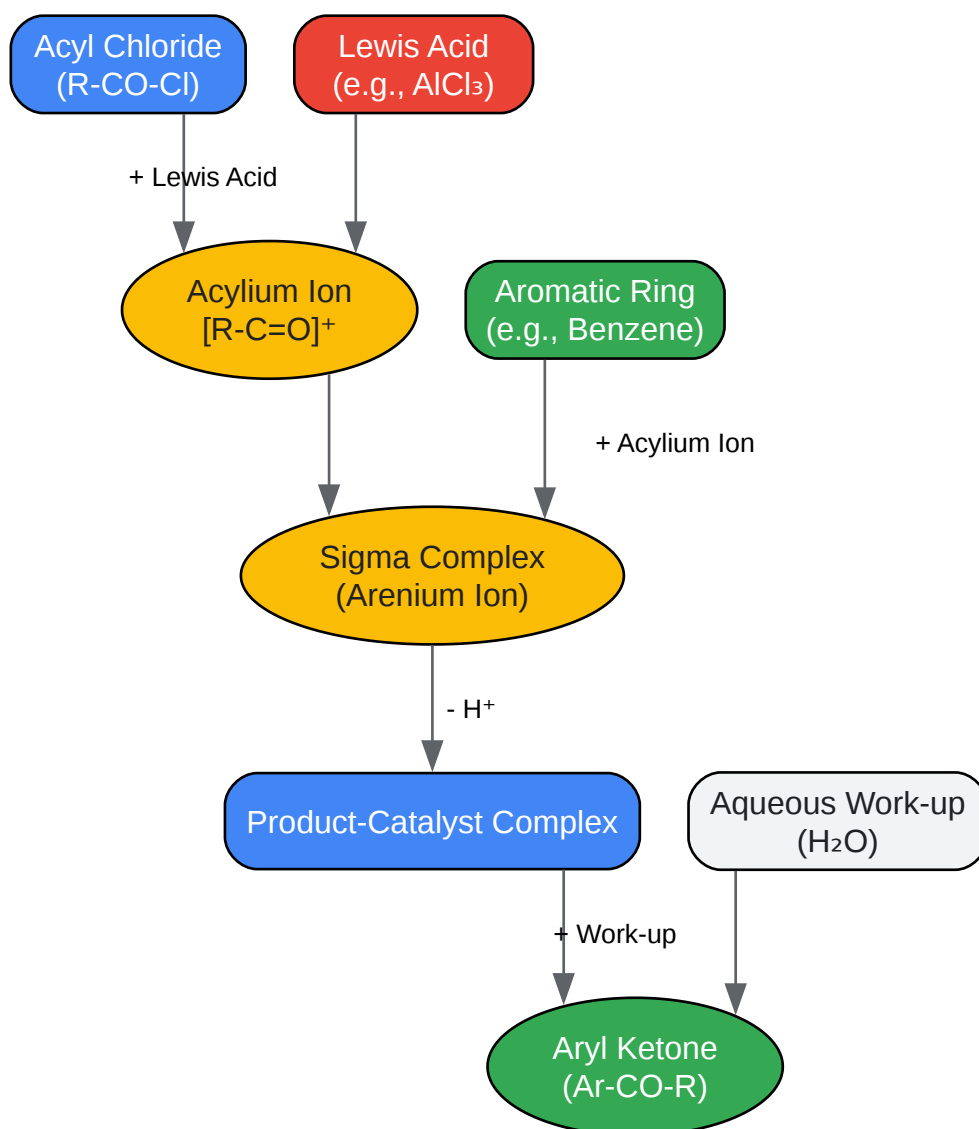 Acyl Chloride
(R-CO-Cl)
Lewis Acid
(e.g., AlCl₃)
+ Lewis Acid
Acylium Ion
[R-C=O]⁺
Aromatic Ring
(e.g., Benzene)
+ Acylium Ion
Sigma Complex
(Arenium Ion)
- H⁺
Product-Catalyst Complex
Aqueous Work-up
(H₂O)
+ Work-up
Aryl Ketone
(Ar-CO-R)